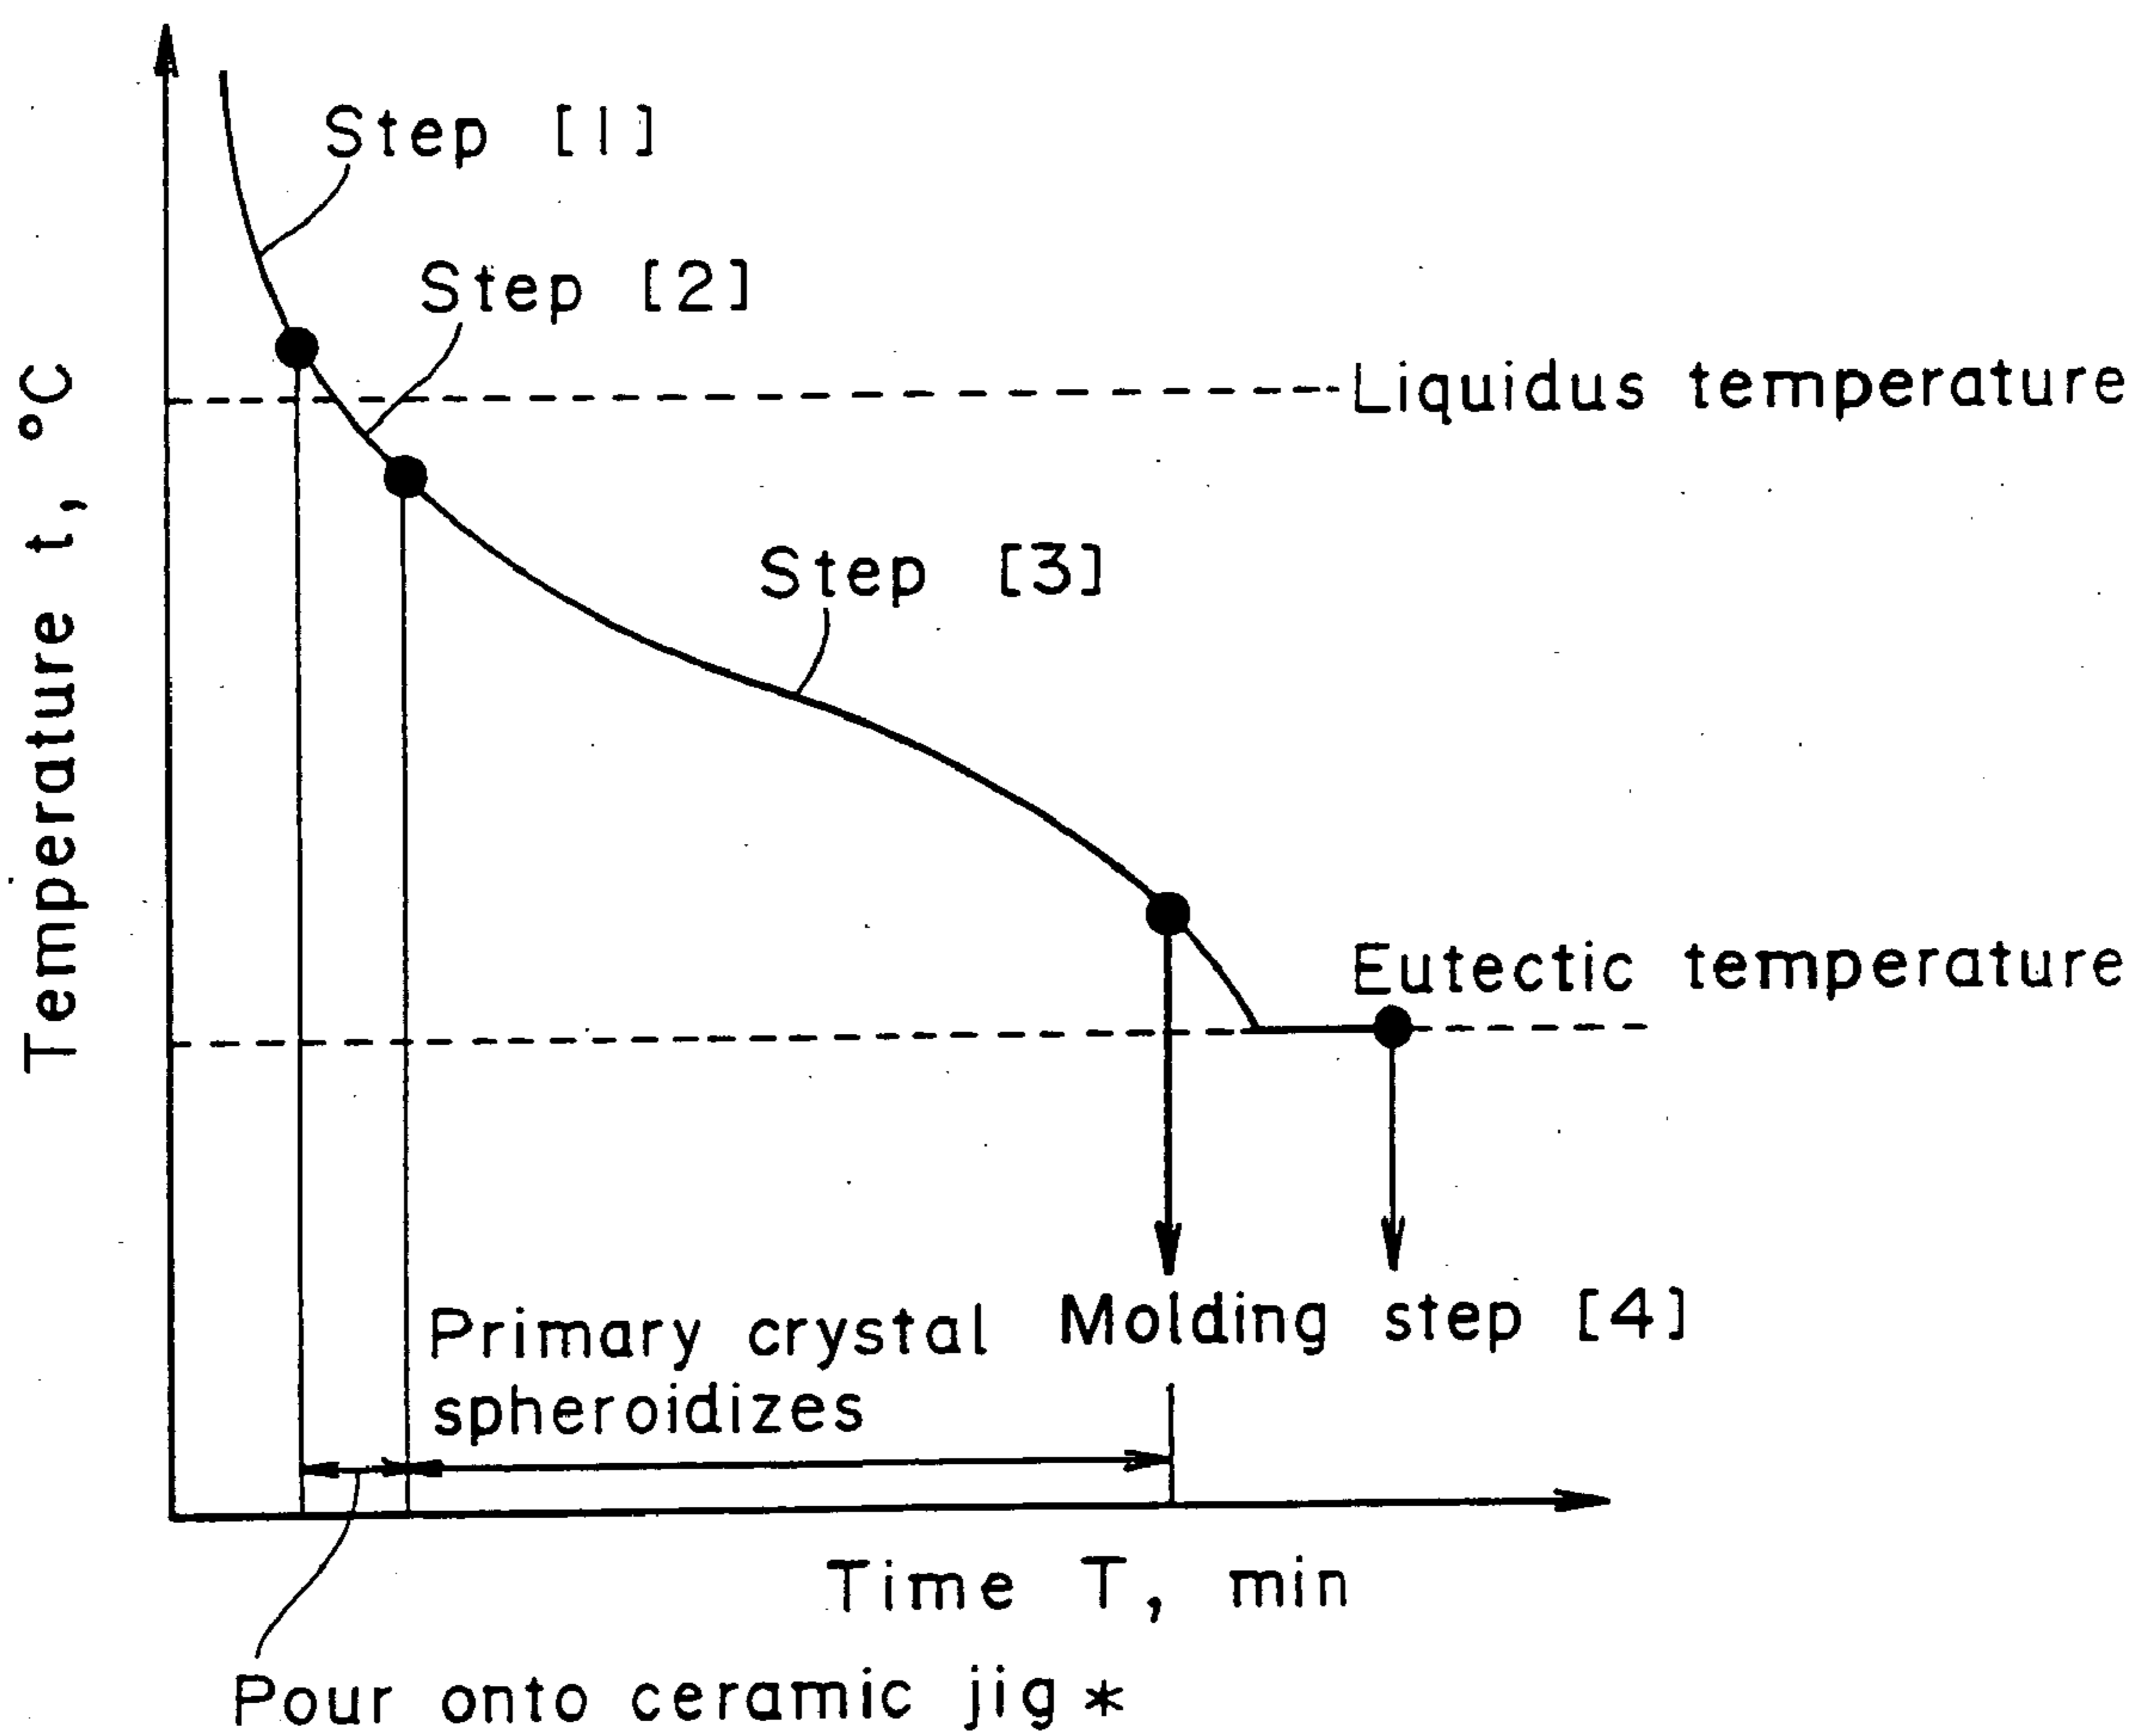 Step [1]
Step [2]
Liquidus temperature
Step [3]
Temperature t, °C
Eutectic temperature
Primary crystal
spheroidizes
Molding step [4]
Time T, min
Pour onto ceramic jig *